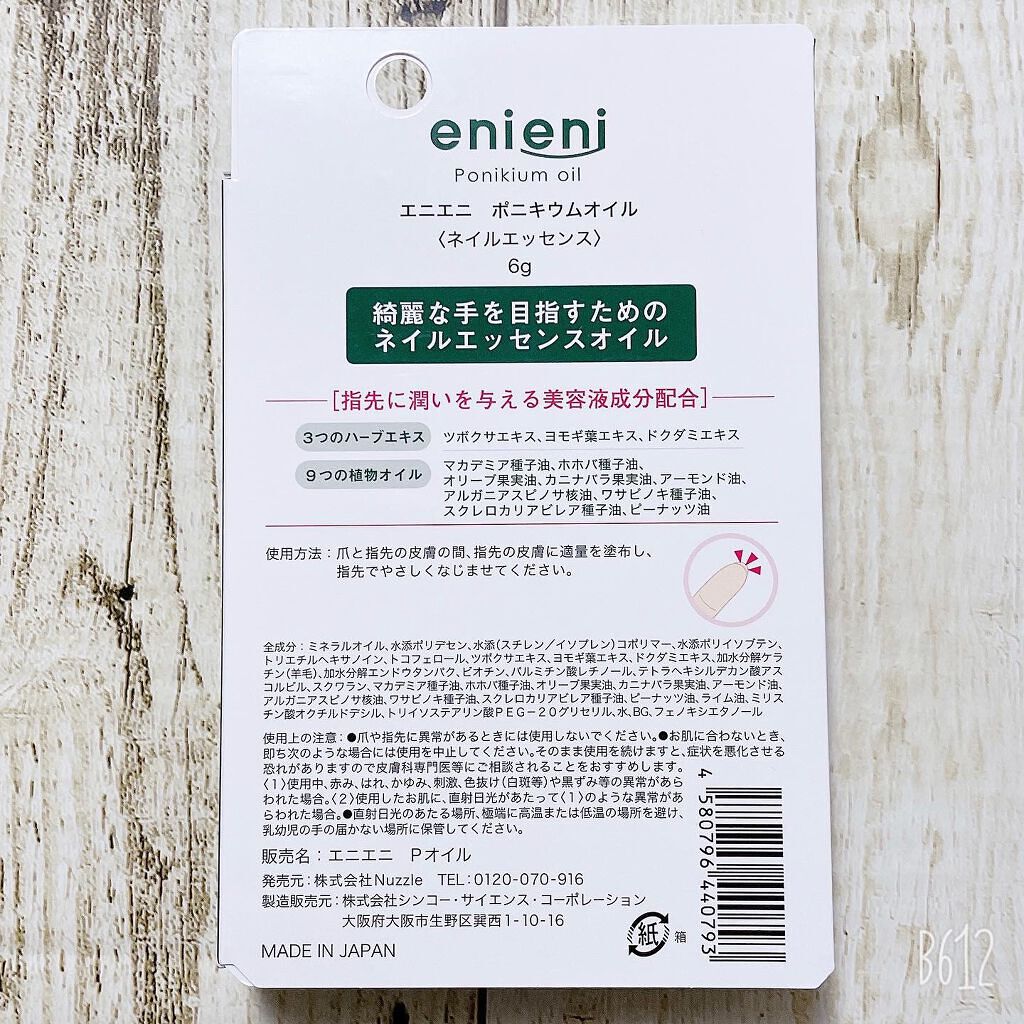 enieni
Ponikium oil
エニエニ　ポニキウムオイル
〈ネイルエッセンス〉
6g
綺麗な手を目指すための
ネイルエッセンスオイル
[指先に潤いを与える美容液成分配合]
3つのハーブエキス　ツボクサエキス、ヨモギ葉エキス、ドクダミエキス
9つの植物オイル　マカデミア種子油、ホホバ種子油、
オリーブ果実油、カニナバラ果実油、アーモンド油、
アルガニアスピノサ核油、ワサビノキ種子油、
スクレロカリアビレア種子油、ピーナッツ油
使用方法：爪と指先の皮膚の間、指先の皮膚に適量を塗布し、
指先でやさしくなじませてください。
全成分：ミネラルオイル、水添ポリデセン、水添(スチレン／イソプレン)コポリマー、水添ポリイソブテン、
トリエチルヘキサノイン、トコフェロール、ツボクサエキス、ヨモギ葉エキス、ドクダミエキス、加水分解ケラ
チン(羊毛)、加水分解エンドウタンパク、ビオチン、パルミチン酸レチノール、テトラヘキシルデカン酸アス
コルビル、スクワラン、マカデミア種子油、ホホバ種子油、オリーブ果実油、カニナバラ果実油、アーモンド油、
アルガニアスピノサ核油、ワサビノキ種子油、スクレロカリアビレア種子油、ピーナッツ油、ライム油、ミリス
チン酸オクチルドデシル、トリイソステアリン酸PEG－20グリセリル、水、BG、フェノキシエタノール
使用上の注意：●爪や指先に異常があるときには使用しないでください。●お肌に合わないとき、
即ち次のような場合には使用を中止してください。そのまま使用を続けますと、症状を悪化させる
恐れがありますので皮膚科専門医等にご相談されることをおすすめします。
〈1〉使用中、赤み、はれ、かゆみ、刺激、色抜け(白斑等)や黒ずみ等の異常があら
われた場合。〈2〉使用したお肌に、直射日光があたって〈1〉のような異常があ
らわれた場合。●直射日光のあたる場所、極端に高温または低温の場所を避け、
乳幼児の手の届かない場所に保管してください。
販売名：エニエニ　Pオイル
発売元：株式会社Nuzzle　TEL：0120-070-916
製造販売元：株式会社シンコー・サイエンス・コーポレーション
大阪府大阪市生野区巽西1-10-16
MADE IN JAPAN
紙 箱
4 580796 440793
B612